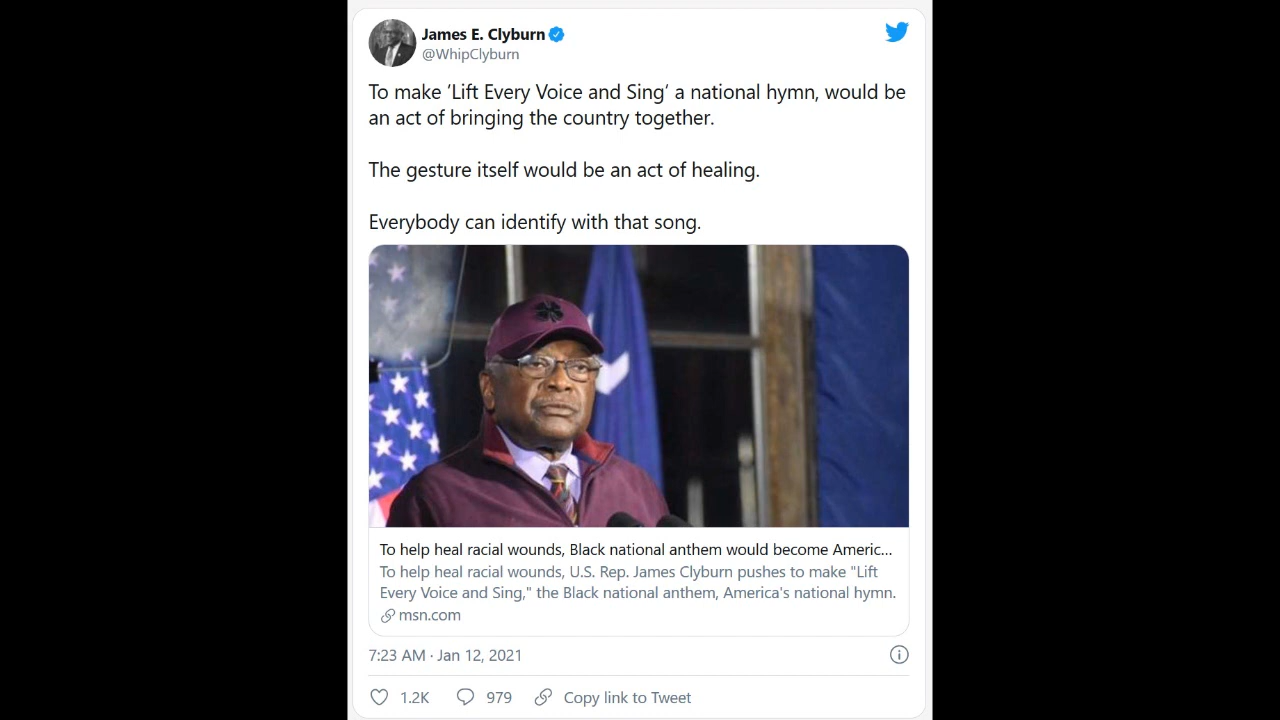 James E. Clyburn
@WhipClyburn
To make ‘Lift Every Voice and Sing’ a national hymn, would be
an act of bringing the country together.
The gesture itself would be an act of healing.
Everybody can identify with that song.
To help heal racial wounds, Black national anthem would become Americ...
To help heal racial wounds, U.S. Rep. James Clyburn pushes to make "Lift
Every Voice and Sing," the Black national anthem, America's national hymn.
msn.com
7:23 AM · Jan 12, 2021
1.2K 979 Copy link to Tweet